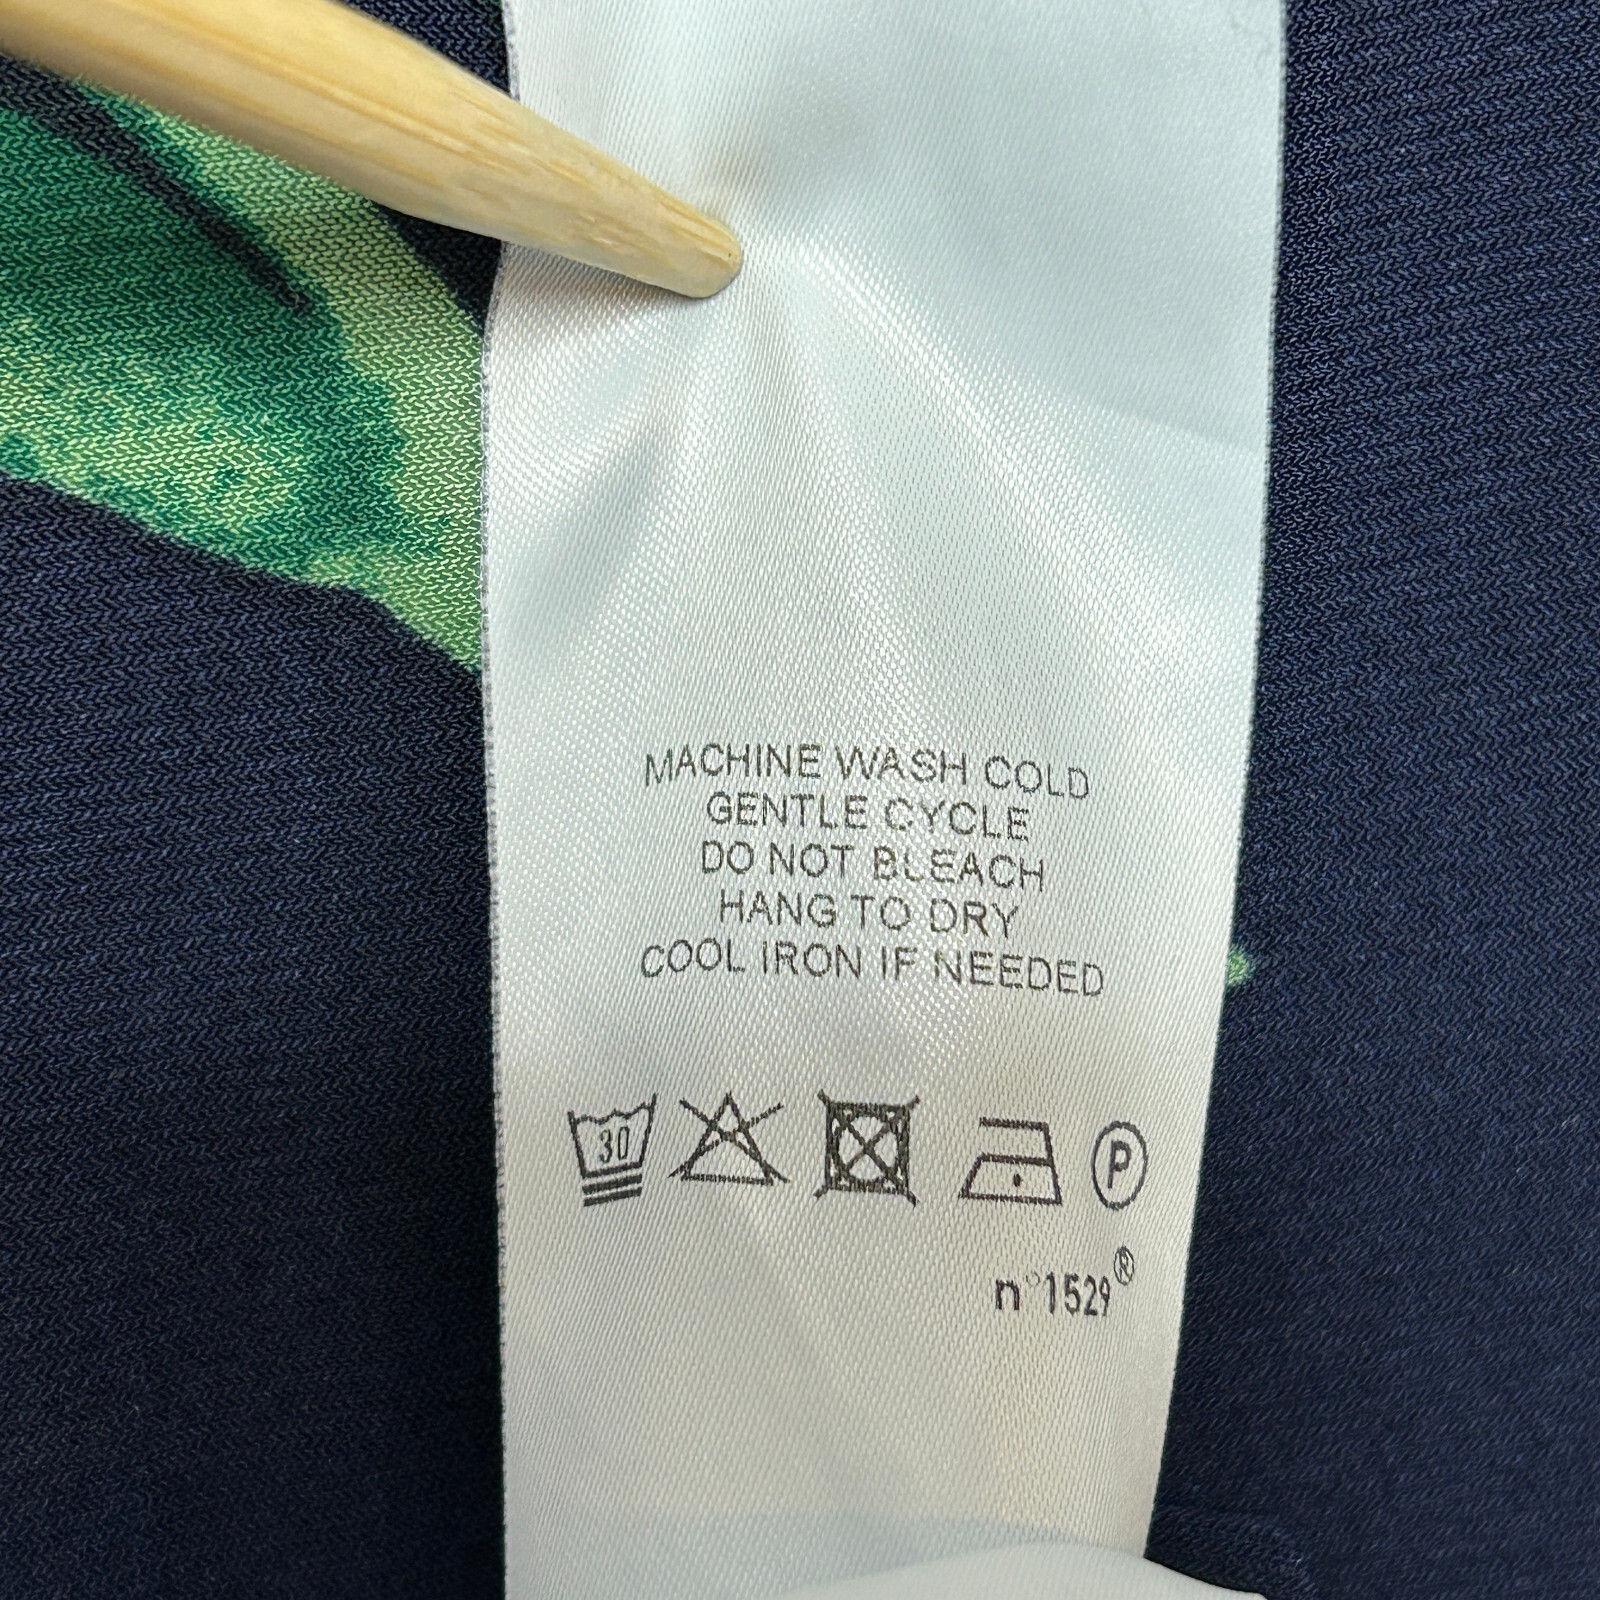 MACHINE WASH COLD
GENTLE CYCLE
DO NOT BLEACH
HANG TO DRY
COOL IRON IF NEEDED
30 P
n°1529®